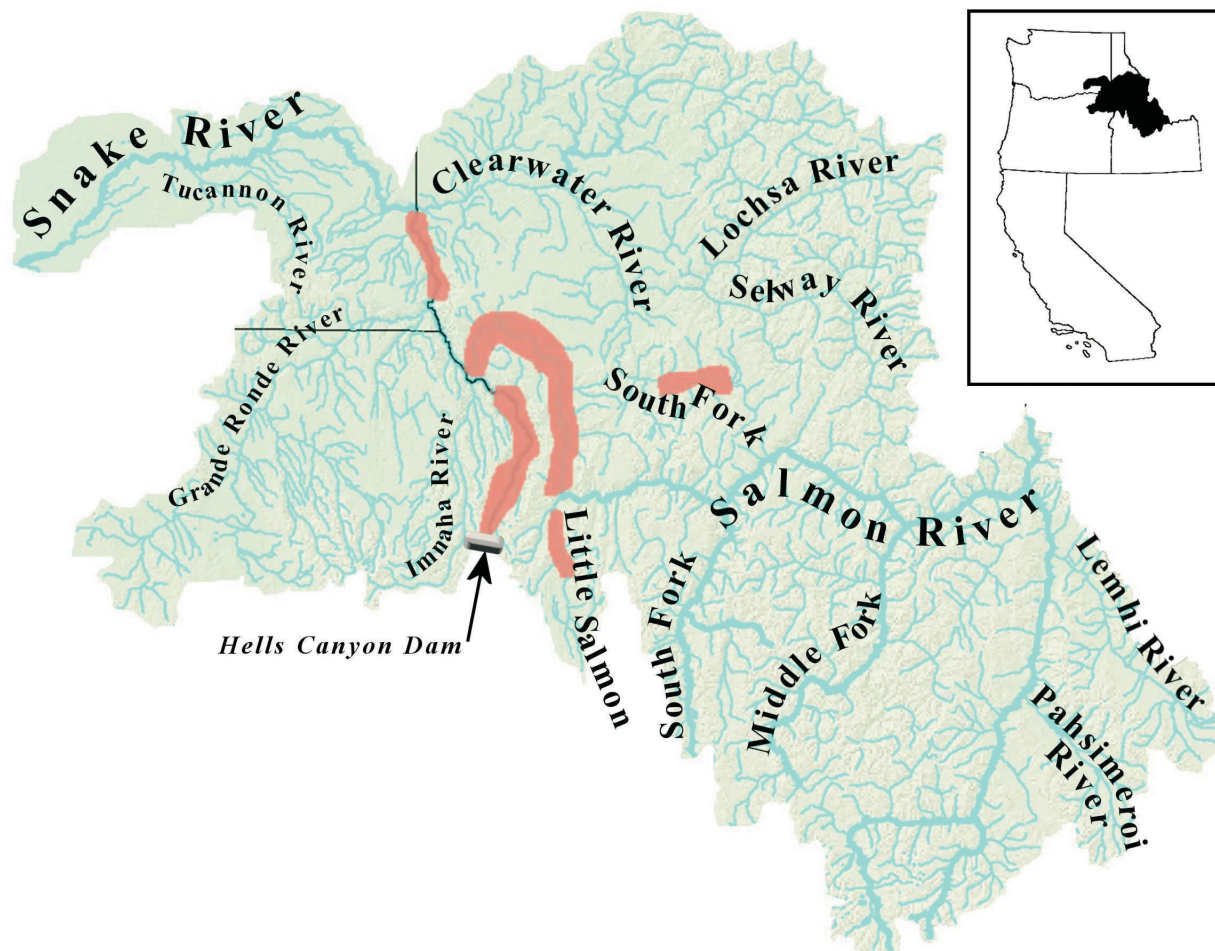 Snake River
Tucannon River
Clearwater River
Lochsa River
Selway River
Grande Ronde River
Imnaha River
South Fork
Salmon River
Little Salmon
South Fork
Middle Fork
Lemhi River
Pahsimeroi
River
Hells Canyon Dam